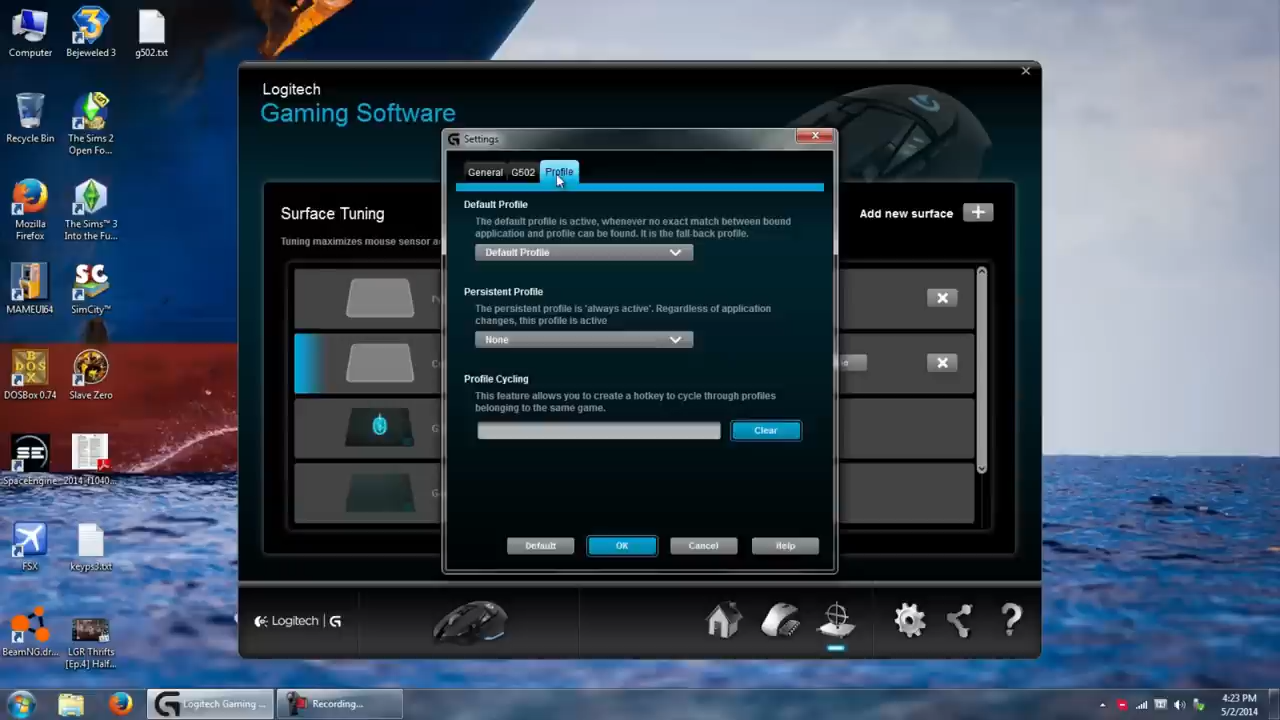 Computer
Bejeweled 3
g502.txt
Recycle Bin
The Sims 2
Open Fo...
Mozilla
Firefox
The Sims™ 3
Into the Fu...
MAMEUI64
SimCity™
DOSBox 0.74
Slave Zero
SpaceEngine
2014-f1040...
FSX
keyps3.txt
BeamNG.dr...
LGR Thrifts
[Ep.4] Half...
Logitech
Gaming Software
Surface Tuning
Tuning maximizes mouse sensor
Add new surface
Settings
General
G502
Profile
Default Profile
The default profile is active, whenever no exact match between bound
application and profile can be found. It is the fall-back profile.
Default Profile
Persistent Profile
The persistent profile is 'always active'. Regardless of application
changes, this profile is active
None
Profile Cycling
This feature allows you to create a hotkey to cycle through profiles
belonging to the same game.
Clear
Default
OK
Cancel
Help
Logitech | G
Logitech Gaming ...
Recording...
4:23 PM
5/2/2014